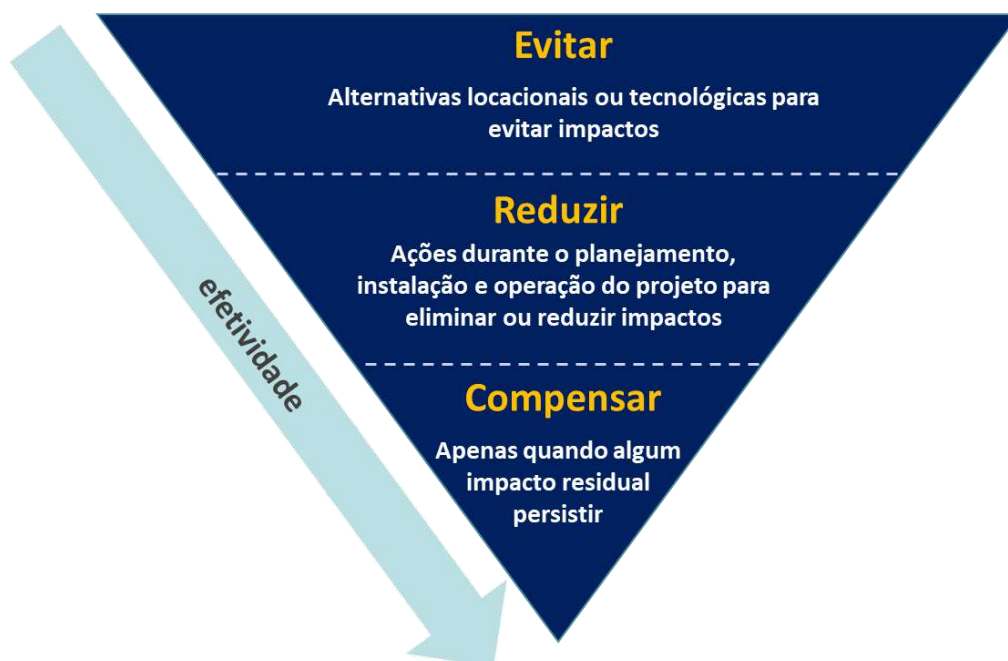 Evitar
Alternativas locacionais ou tecnológicas para
evitar impactos
Reduzir
Ações durante o planejamento,
instalação e operação do projeto para
eliminar ou reduzir impactos
efetividade
Compensar
Apenas quando algum
impacto residual
persistir